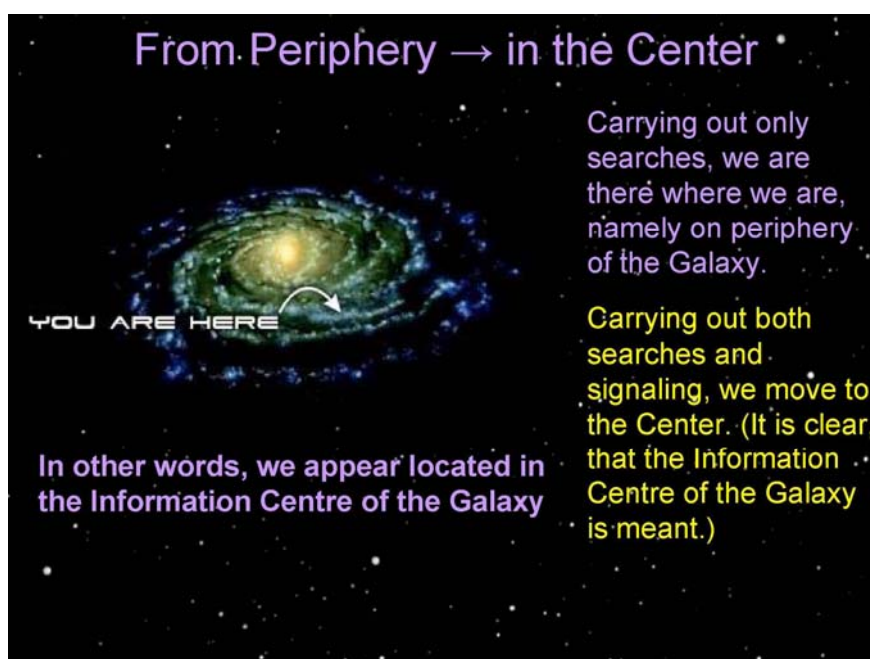 From Periphery → in the Center
Carrying out only
searches, we are
there where we are,
namely on periphery
of the Galaxy.
YOU ARE HERE
Carrying out both
searches and
signaling, we move to
the Center. (It is clear,
that the Information
Centre of the Galaxy
is meant.)
In other words, we appear located in
the Information Centre of the Galaxy